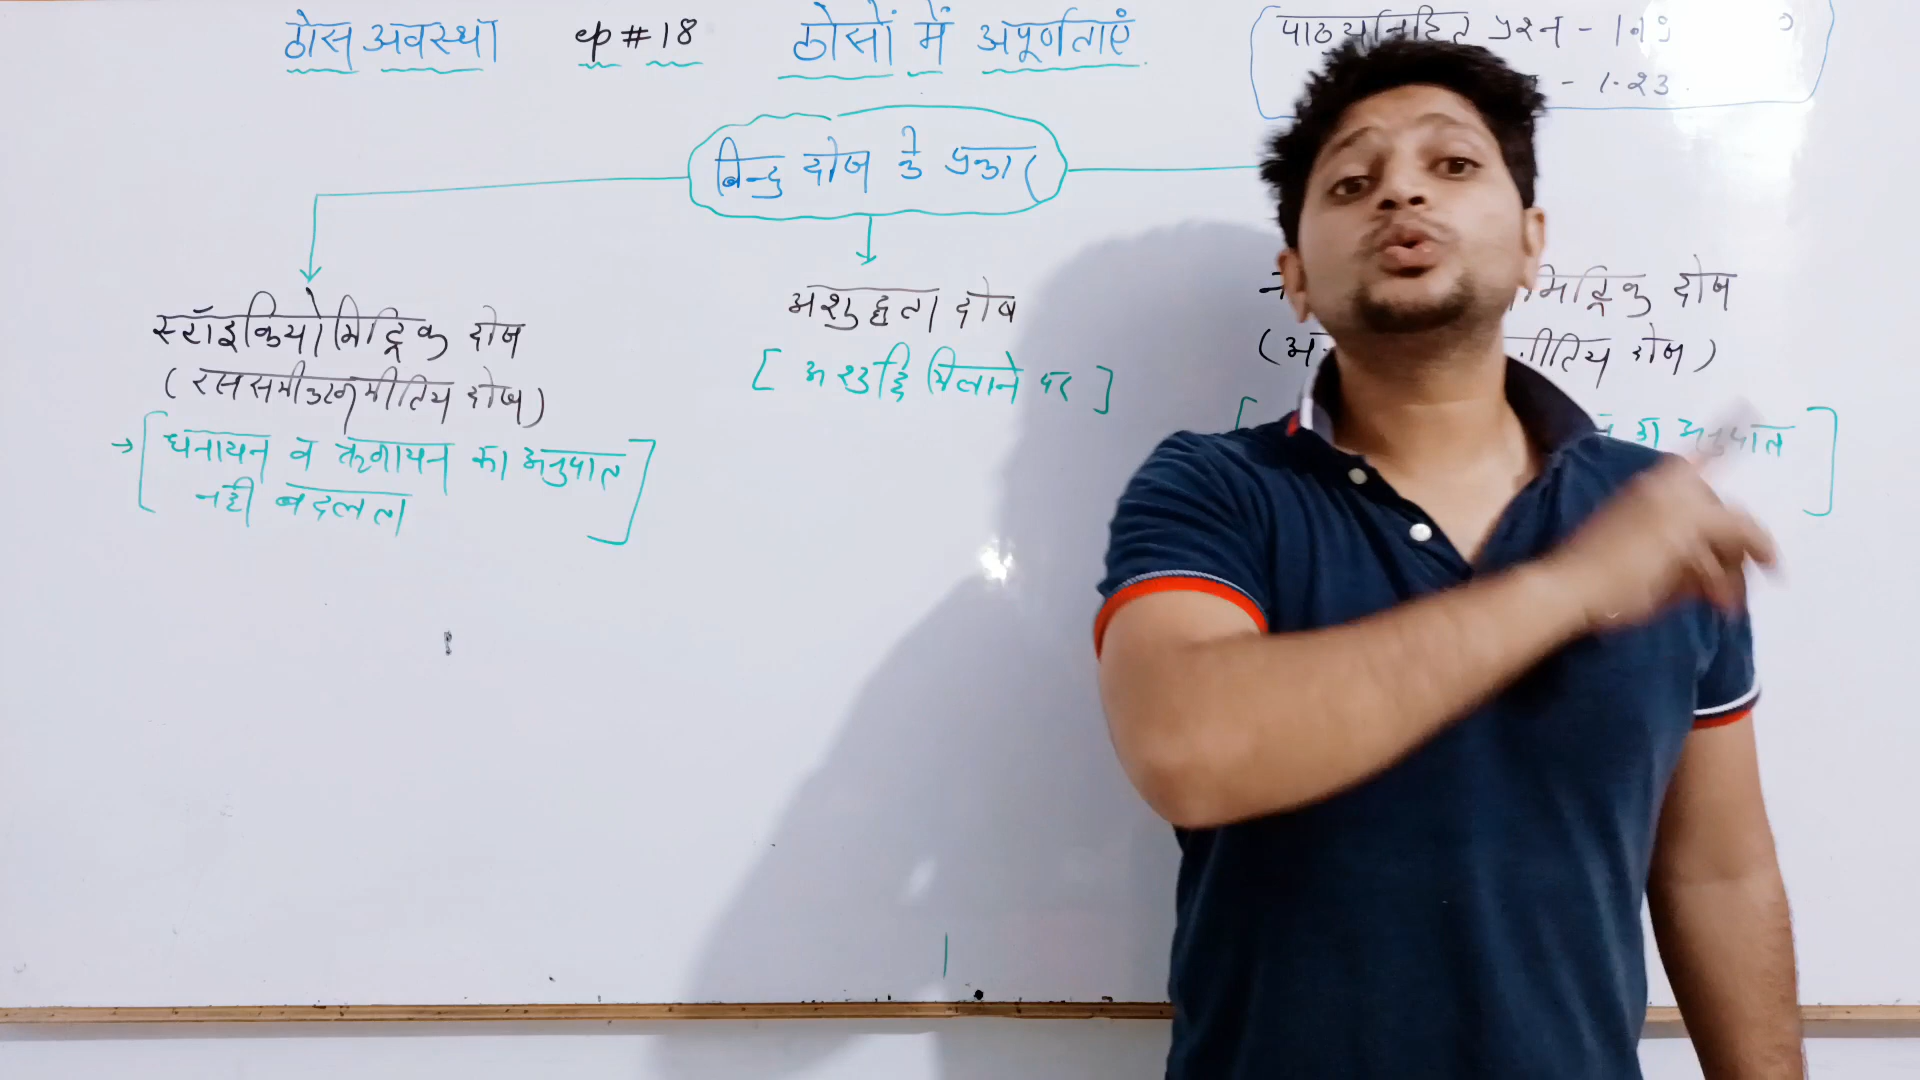 ठोस अवस्था ep #18 ठोसों में अपूर्णताएं
पाठ्यनिहित प्रश्न - 1.19
- 1.23
बिन्दु दोष के प्रकार
स्टॉइकियोमिट्रिक दोष
(रससमीकरणमीतिय दोष)
→ [धनायन व ऋणायन का अनुपात
नही बदलता]
अशुद्धता दोष
[अशुद्धि मिलाने पर]
दोष
दोष)
का अनुपात]